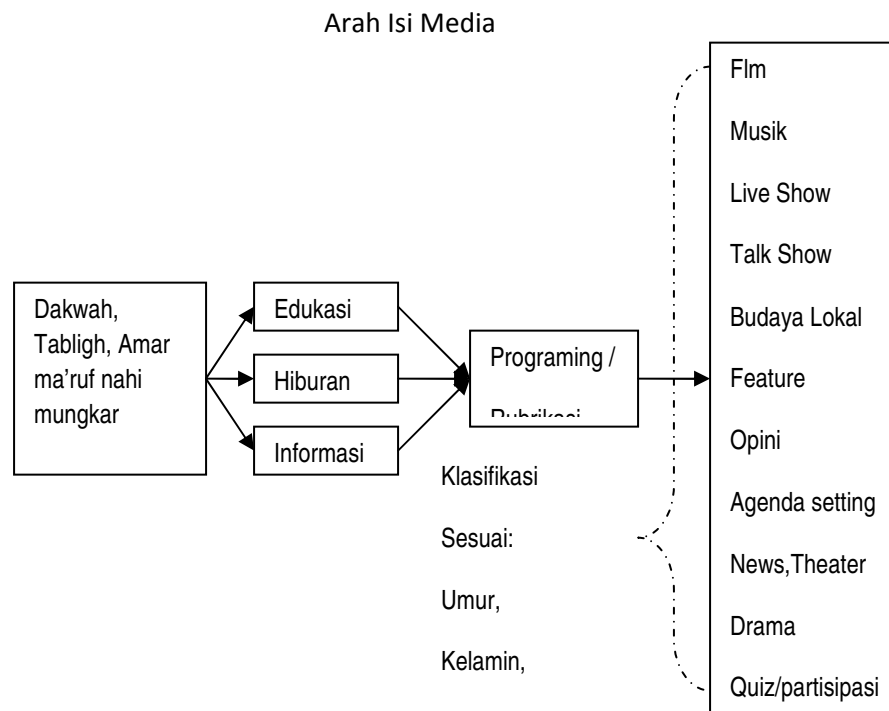 Arah Isi Media
Dakwah,
Tabligh, Amar
ma'ruf nahi
mungkar
Edukasi
Hiburan
Informasi
Programing /
Rubrikasi
Klasifikasi
Sesuai:
Umur,
Kelamin,
Flm
Musik
Live Show
Talk Show
Budaya Lokal
Feature
Opini
Agenda setting
News,Theater
Drama
Quiz/partisipasi